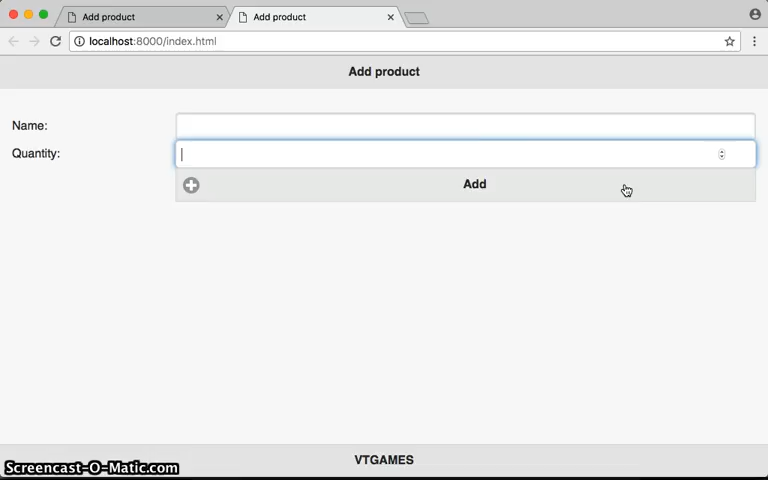 Add product
Add product
localhost:8000/index.html
Add product
Name:
Quantity:
Add
VTGAMES
Screencast-O-Matic.com